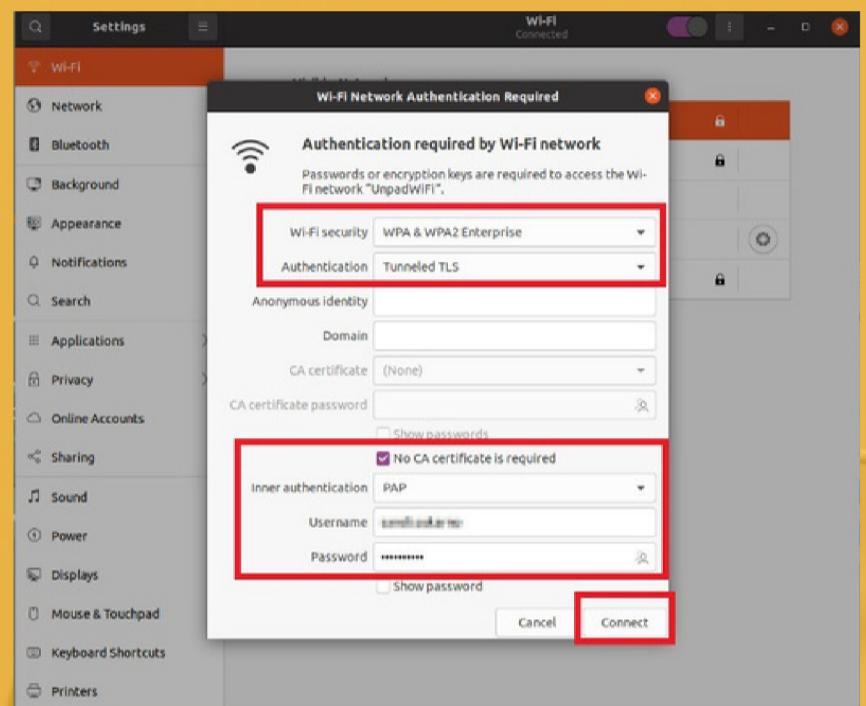 Settings
Wi-Fi
Connected
Wi-Fi
Network
Bluetooth
Background
Appearance
Notifications
Search
Applications
Privacy
Online Accounts
Sharing
Sound
Power
Displays
Mouse & Touchpad
Keyboard Shortcuts
Printers
Wi-Fi Network Authentication Required
Authentication required by Wi-Fi network
Passwords or encryption keys are required to access the Wi-
Fi network "UnpadWiFi".
Wi-Fi security WPA & WPA2 Enterprise
Authentication Tunneled TLS
Anonymous identity
Domain
CA certificate (None)
CA certificate password
Show passwords
No CA certificate is required
Inner authentication PAP
Username
Password ••••••••••
Show password
Cancel Connect